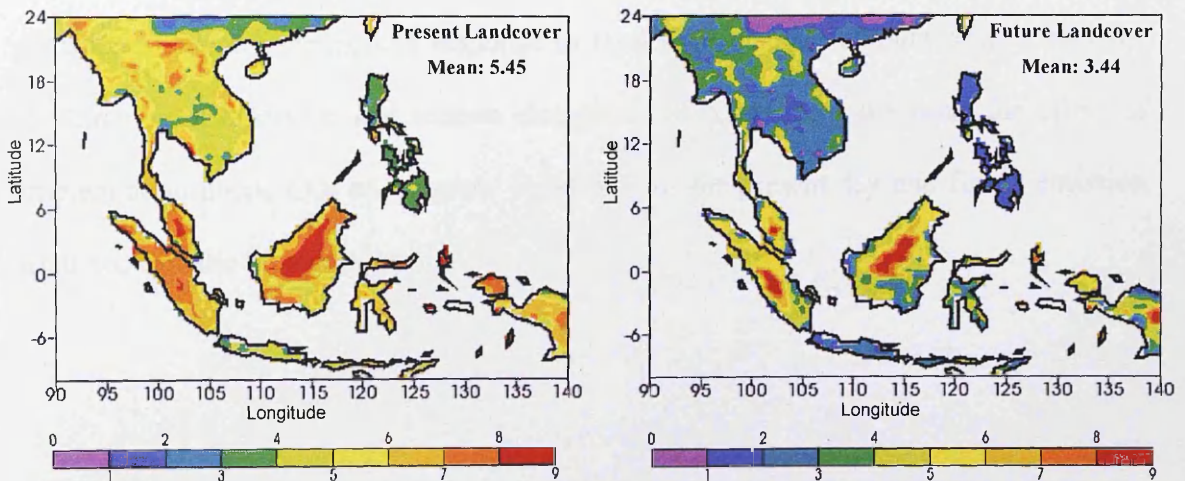 Present Landcover
Mean: 5.45
24
18
12
6
0
-6
Latitude
90 95 100 105 110 115 120 125 130 135 140
Longitude
0 2 4 6 8
1 3 5 7 9
Future Landcover
Mean: 3.44
24
18
12
6
0
-6
Latitude
90 95 100 105 110 115 120 125 130 135 140
Longitude
0 2 4 6 8
1 3 5 7 9